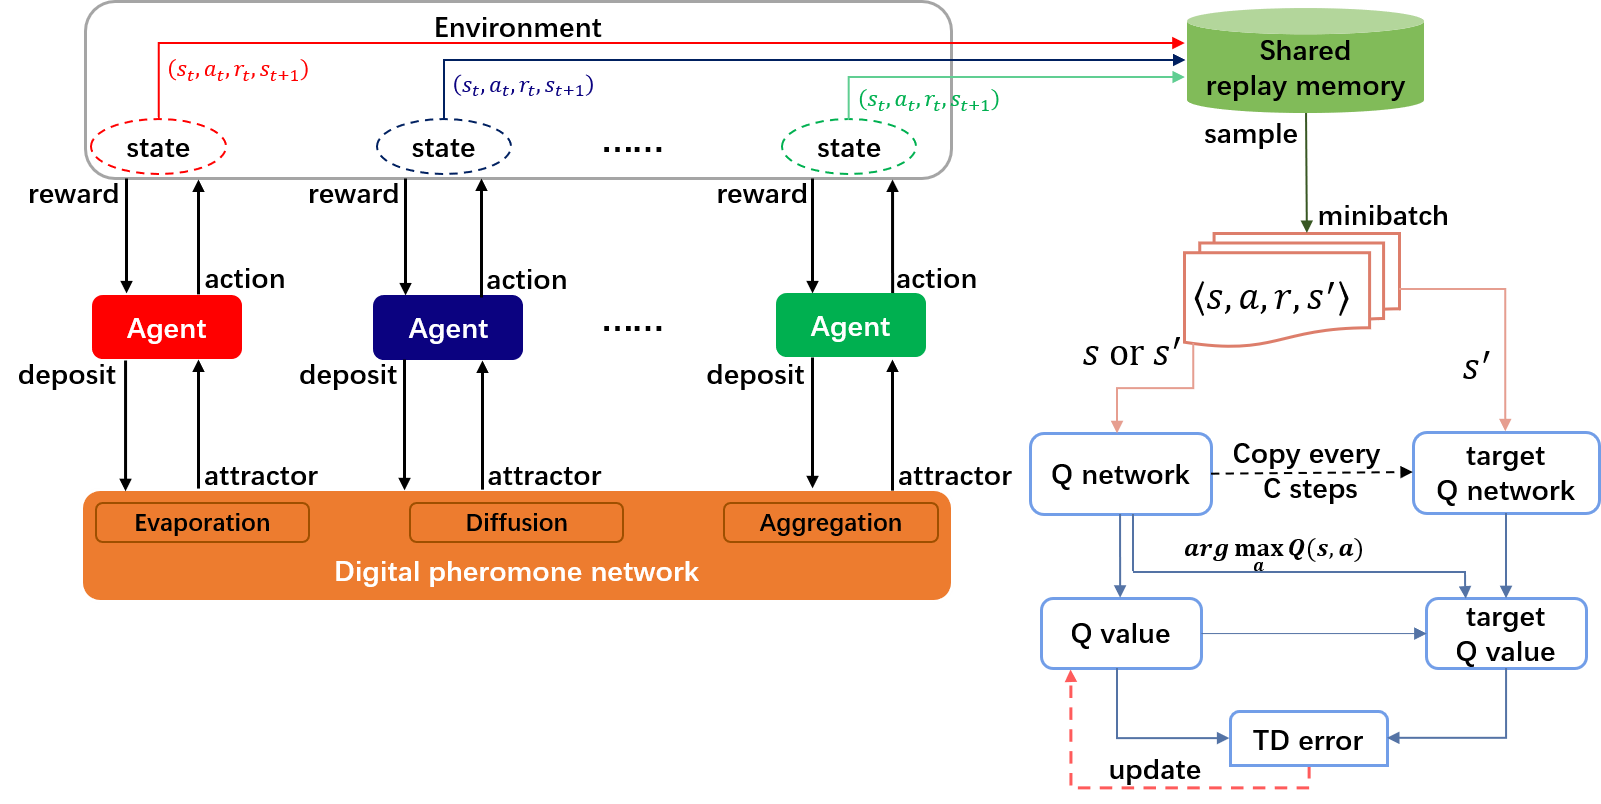 Environment
(s_t, a_t, r_t, s_{t+1})
(s_t, a_t, r_t, s_{t+1})
(s_t, a_t, r_t, s_{t+1})
state
state
......
state
reward
reward
reward
action
action
action
Agent
Agent
......
Agent
deposit
deposit
deposit
attractor
attractor
attractor
Evaporation
Diffusion
Aggregation
Digital pheromone network
Shared
replay memory
sample
minibatch
⟨s, a, r, s′⟩
s or s′
s′
Q network
Copy every
C steps
target
Q network
arg max_a Q(s, a)
Q value
target
Q value
TD error
update